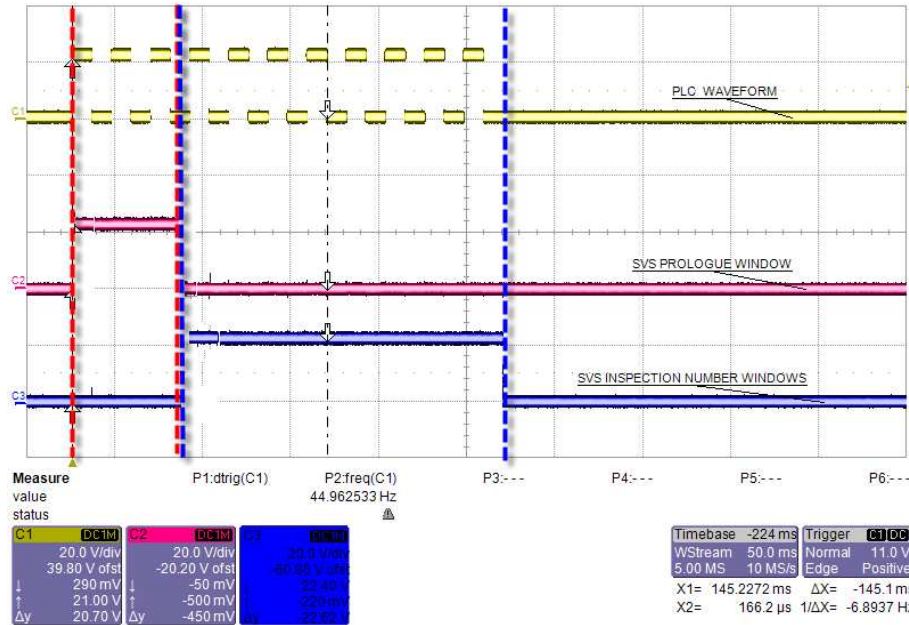 C1
PLC WAVEFORM
C2
SVS PROLOGUE WINDOW
C3
SVS INSPECTION NUMBER WINDOWS
Measure P1:dtrig(C1) P2:freq(C1) P3:--- P4:--- P5:--- P6:---
value 44.962533 Hz
status
C1 DC1M
20.0 V/div
39.80 V ofst
↓ 290 mV
↑ 21.00 V
Δy 20.70 V
C2 DC1M
20.0 V/div
-20.20 V ofst
↓ -50 mV
↑ -500 mV
Δy -450 mV
C3 DC1M
20.0 V/div
Timebase -224 ms
WStream 50.0 ms
5.00 MS 10 MS/s
Trigger C1 DC
Normal 11.0 V
Edge Positive
X1= 145.2272 ms ΔX= -145.1 ms
X2= 166.2 µs 1/ΔX= -6.8937 Hz